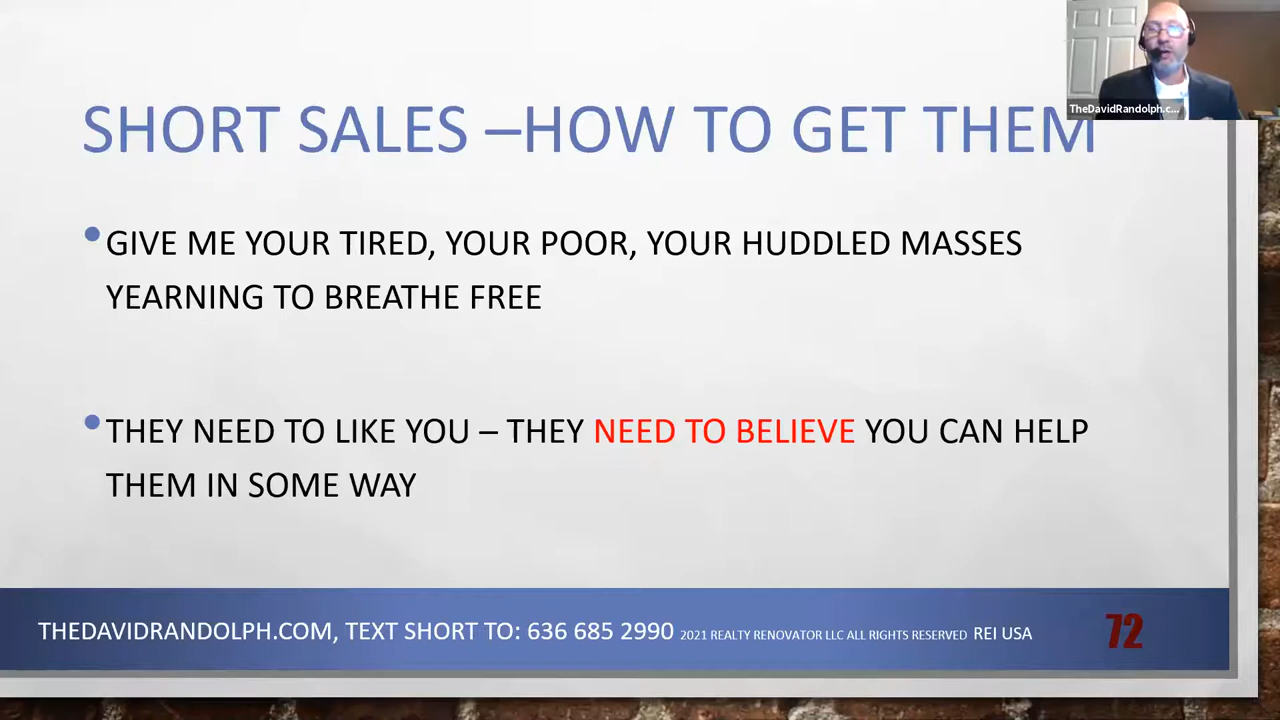 TheDavidRandolph.c...
SHORT SALES –HOW TO GET THEM
•GIVE ME YOUR TIRED, YOUR POOR, YOUR HUDDLED MASSES
YEARNING TO BREATHE FREE
•THEY NEED TO LIKE YOU – THEY NEED TO BELIEVE YOU CAN HELP
THEM IN SOME WAY
THEDAVIDRANDOLPH.COM, TEXT SHORT TO: 636 685 2990 2021 REALTY RENOVATOR LLC ALL RIGHTS RESERVED REI USA 72